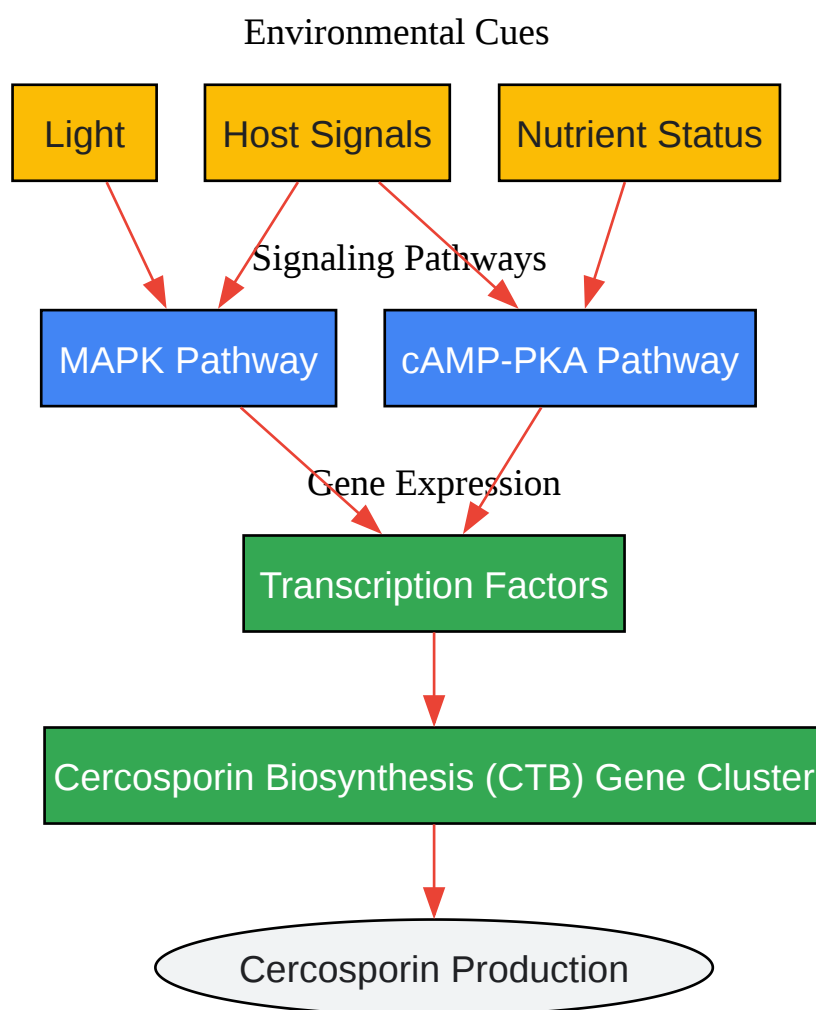 Environmental Cues
Light
Host Signals
Nutrient Status
Signaling Pathways
MAPK Pathway
cAMP-PKA Pathway
Gene Expression
Transcription Factors
Cercosporin Biosynthesis (CTB) Gene Cluster
Cercosporin Production